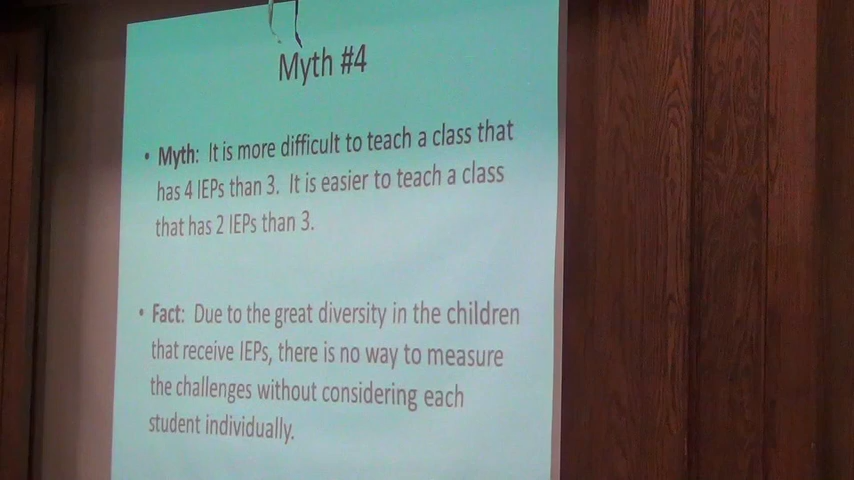 Myth #4
• Myth: It is more difficult to teach a class that
has 4 IEPs than 3. It is easier to teach a class
that has 2 IEPs than 3.
• Fact: Due to the great diversity in the children
that receive IEPs, there is no way to measure
the challenges without considering each
student individually.